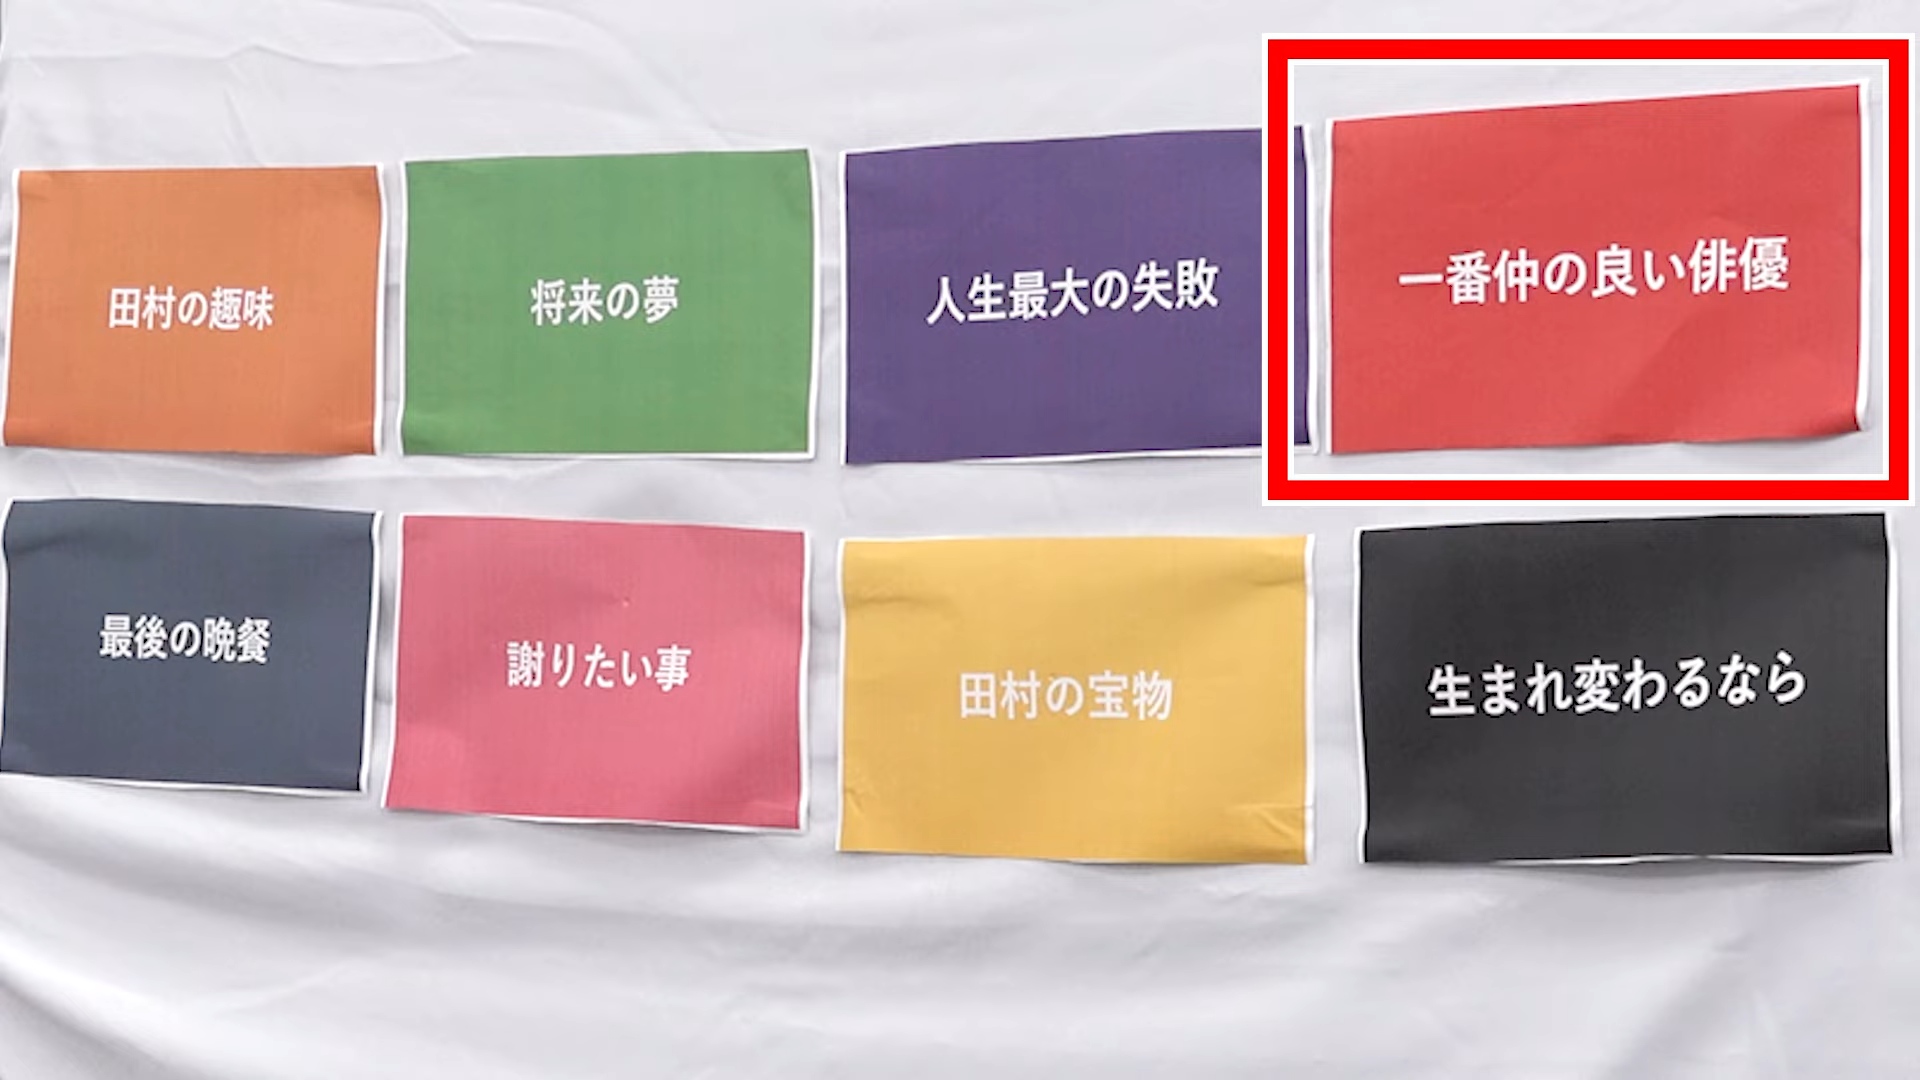 田村の趣味
将来の夢
人生最大の失敗
一番仲の良い俳優
最後の晩餐
謝りたい事
田村の宝物
生まれ変わるなら